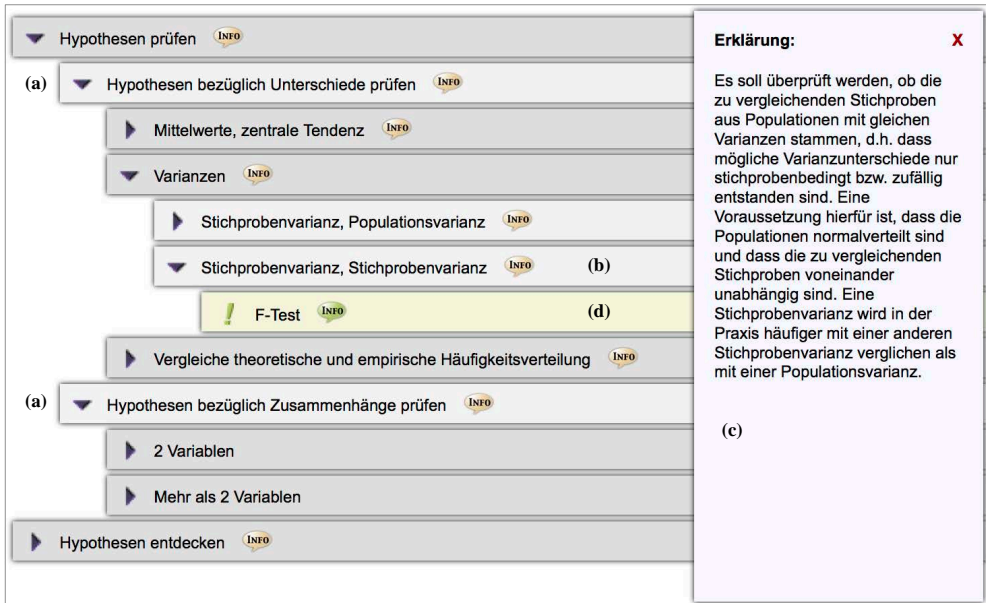 Hypothesen prüfen INFO
(a) Hypothesen bezüglich Unterschiede prüfen INFO
Mittelwerte, zentrale Tendenz INFO
Varianzen INFO
Stichprobenvarianz, Populationsvarianz INFO
Stichprobenvarianz, Stichprobenvarianz INFO (b)
! F-Test INFO (d)
Vergleiche theoretische und empirische Häufigkeitsverteilung INFO
(a) Hypothesen bezüglich Zusammenhänge prüfen INFO
2 Variablen
Mehr als 2 Variablen
Hypothesen entdecken INFO
Erklärung: X
Es soll überprüft werden, ob die
zu vergleichenden Stichproben
aus Populationen mit gleichen
Varianzen stammen, d.h. dass
mögliche Varianzunterschiede nur
stichprobenbedingt bzw. zufällig
entstanden sind. Eine
Voraussetzung hierfür ist, dass die
Populationen normalverteilt sind
und dass die zu vergleichenden
Stichproben voneinander
unabhängig sind. Eine
Stichprobenvarianz wird in der
Praxis häufiger mit einer anderen
Stichprobenvarianz verglichen als
mit einer Populationsvarianz.
(c)